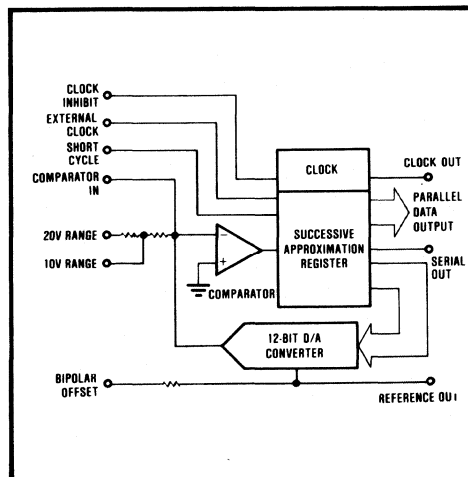 CLOCK
INHIBIT
EXTERNAL
CLOCK
SHORT
CYCLE
COMPARATOR
IN
20V RANGE
10V RANGE
BIPOLAR
OFFSET
CLOCK
SUCCESSIVE
APPROXIMATION
REGISTER
−
+
COMPARATOR
12-BIT D/A
CONVERTER
CLOCK OUT
PARALLEL
DATA
OUTPUT
SERIAL
OUT
REFERENCE OUT